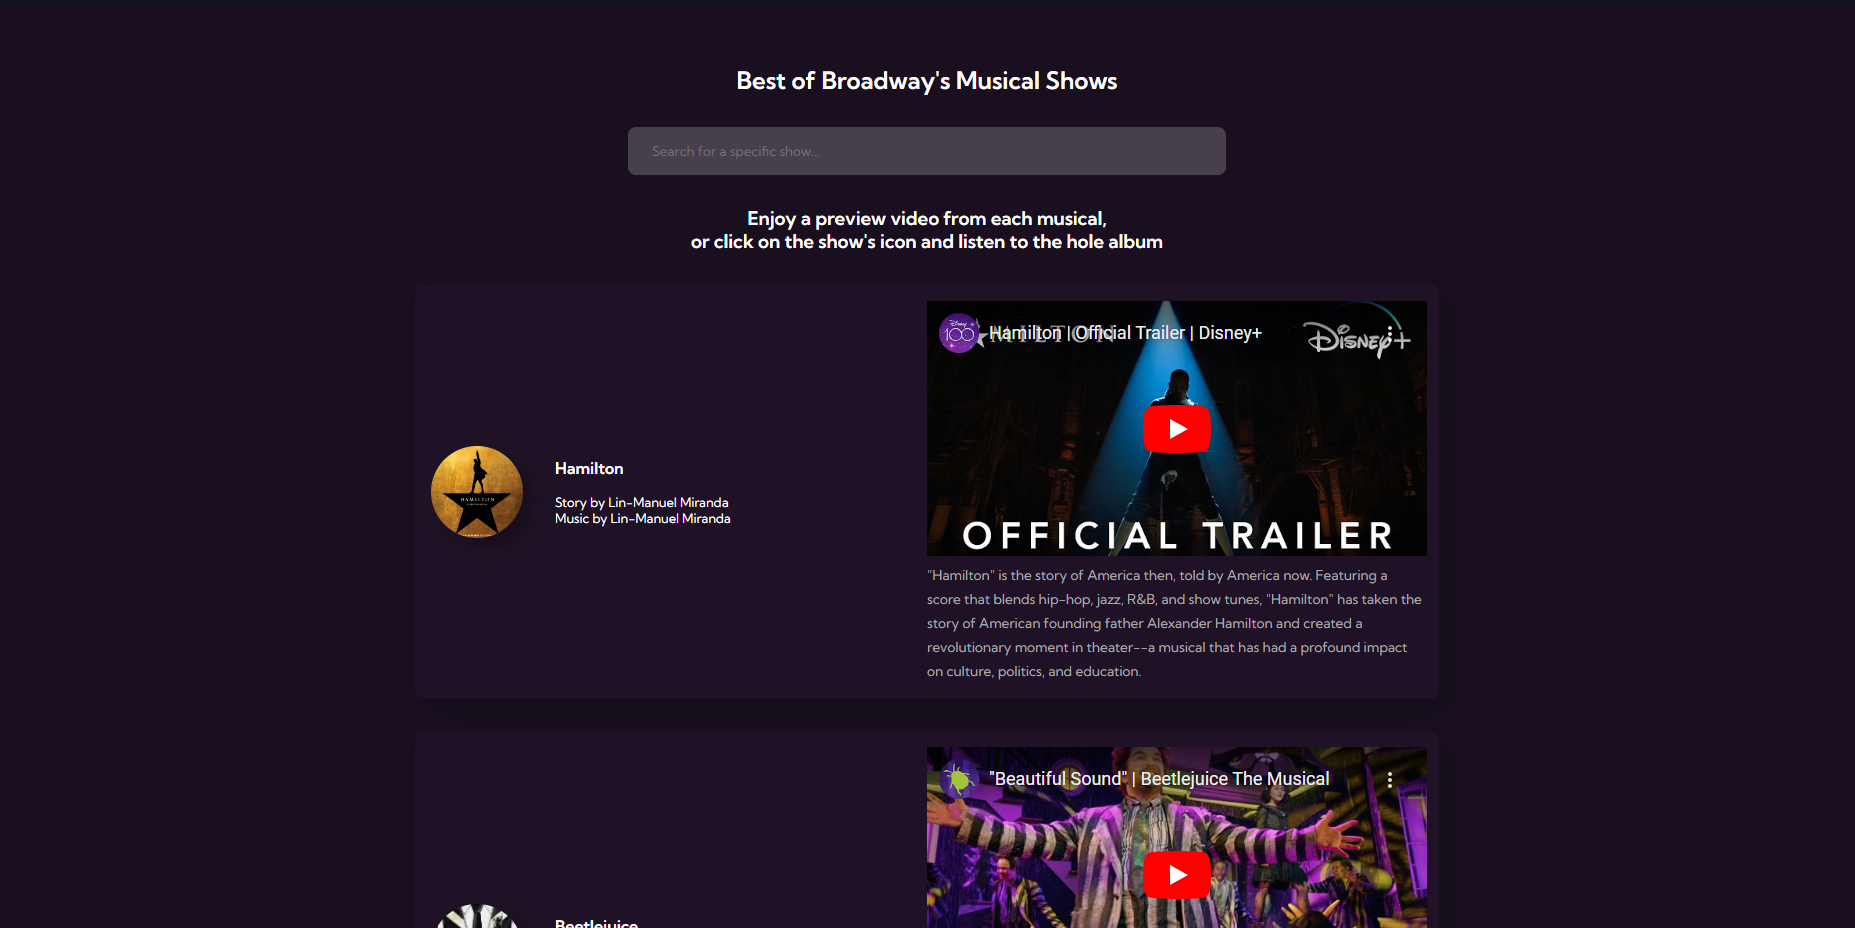 Best of Broadway's Musical Shows
Search for a specific show...
Enjoy a preview video from each musical,
or click on the show's icon and listen to the hole album
HAMILTON
Hamilton
Story by Lin-Manuel Miranda
Music by Lin-Manuel Miranda
Disney
100
Hamilton | Official Trailer | Disney+
Disney+
OFFICIAL TRAILER
"Hamilton" is the story of America then, told by America now. Featuring a
score that blends hip-hop, jazz, R&B, and show tunes, "Hamilton" has taken the
story of American founding father Alexander Hamilton and created a
revolutionary moment in theater--a musical that has had a profound impact
on culture, politics, and education.
"Beautiful Sound" | Beetlejuice The Musical
Beetlejuice